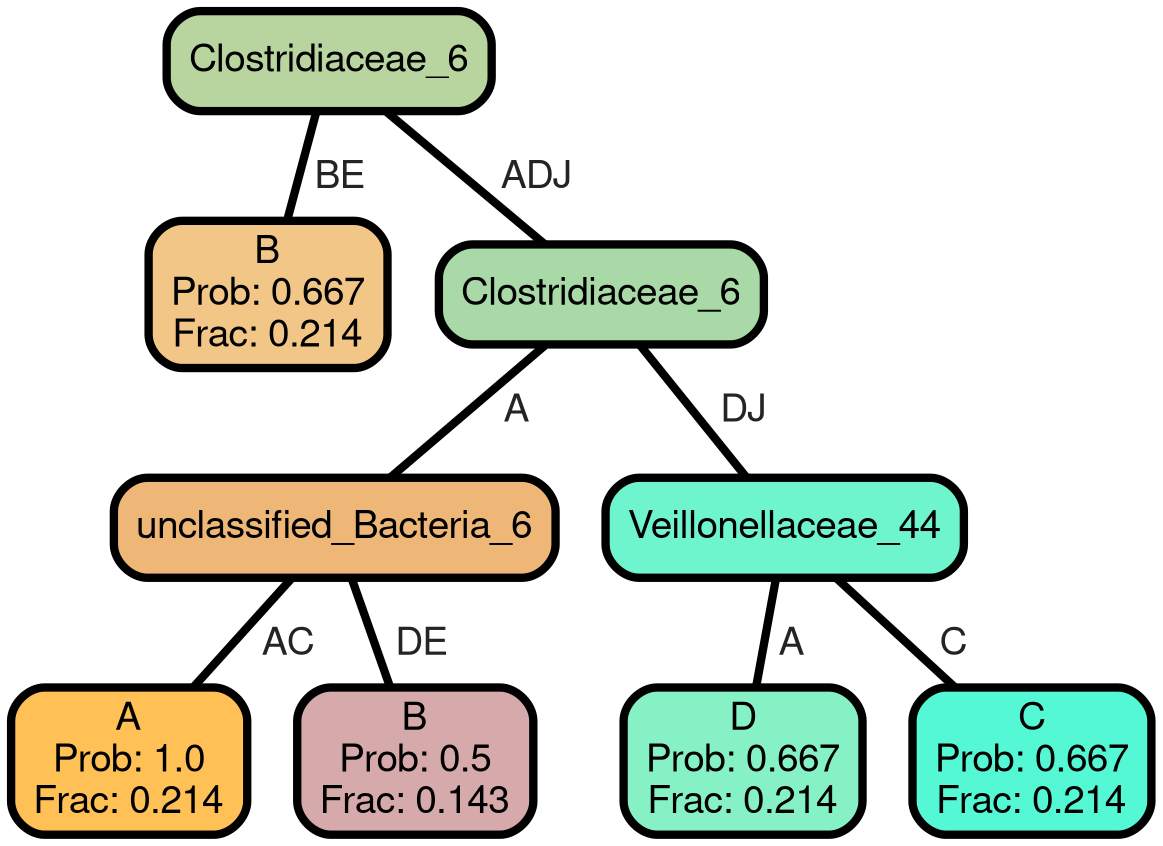 Clostridiaceae_6
BE
ADJ
B
Prob: 0.667
Frac: 0.214
Clostridiaceae_6
A
DJ
unclassified_Bacteria_6
Veillonellaceae_44
AC
DE
A
C
A
Prob: 1.0
Frac: 0.214
B
Prob: 0.5
Frac: 0.143
D
Prob: 0.667
Frac: 0.214
C
Prob: 0.667
Frac: 0.214